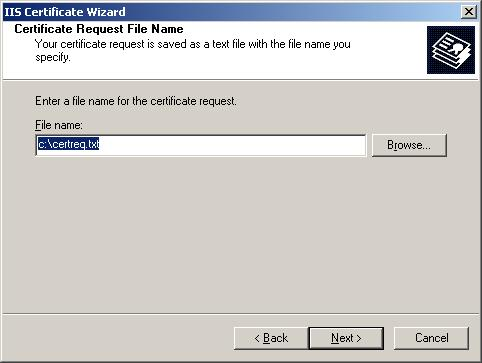 IIS Certificate Wizard
Certificate Request File Name
Your certificate request is saved as a text file with the file name you
specify.
Enter a file name for the certificate request.
File name:
c:\certreq.txt
Browse...
< Back
Next >
Cancel